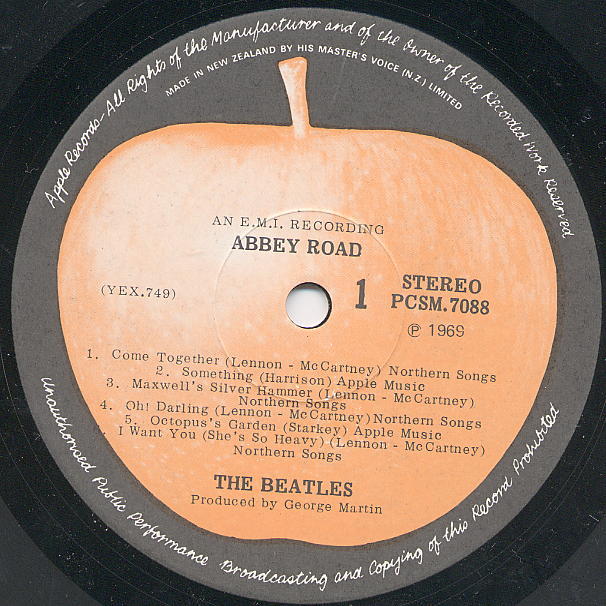 Apple Records - All Rights of the Manufacturer and of the Owner of the Recorded Work Reserved
MADE IN NEW ZEALAND BY HIS MASTER'S VOICE (N Z) LIMITED
AN E.M.I. RECORDING
ABBEY ROAD
(YEX.749)
1
STEREO
PCSM.7088
℗ 1969
1. Come Together (Lennon - McCartney) Northern Songs
2. Something (Harrison) Apple Music
3. Maxwell's Silver Hammer (Lennon - McCartney)
Northern Songs
4. Oh! Darling (Lennon - McCartney) Northern Songs
5. Octopus's Garden (Starkey) Apple Music
I Want You (She's So Heavy) (Lennon - McCartney)
Northern Songs
THE BEATLES
Produced by George Martin
Unauthorised Public Performance Broadcasting and Copying of this Record Prohibited